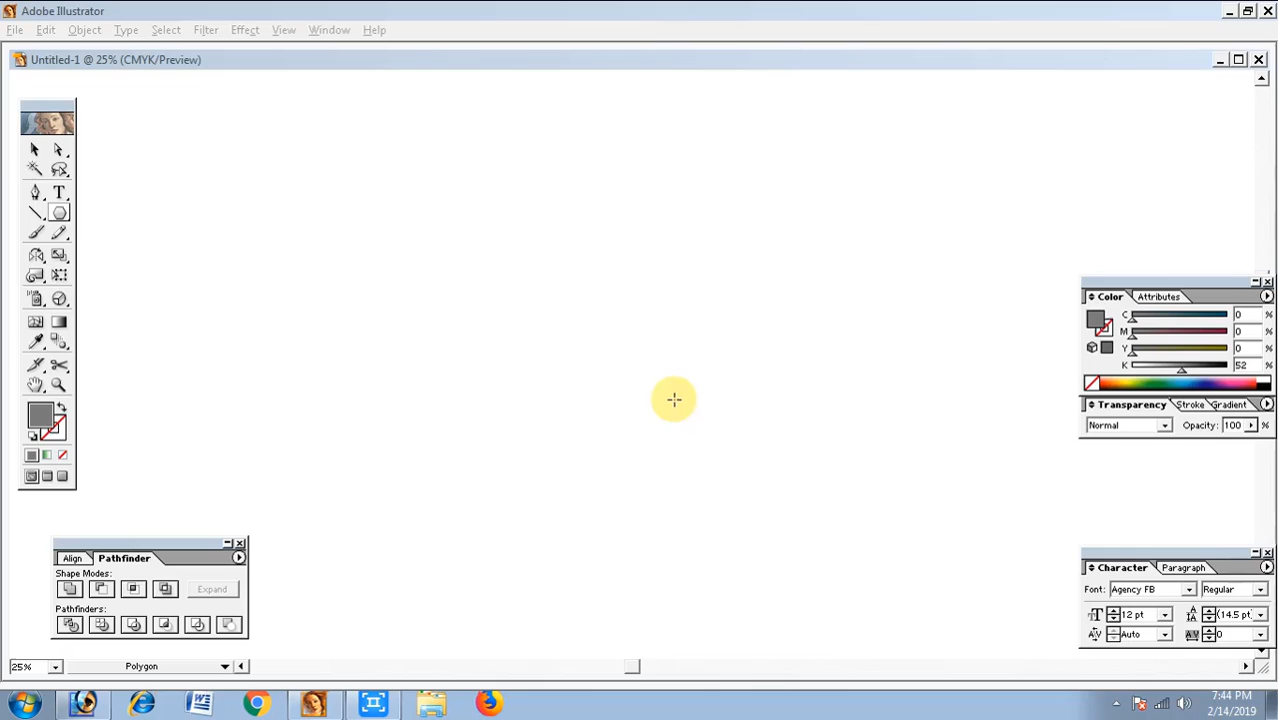 Adobe Illustrator
File Edit Object Type Select Filter Effect View Window Help
Untitled-1 @ 25% (CMYK/Preview)
T
Color Attributes
C 0 %
M 0 %
Y 0 %
K 52 %
Transparency Stroke Gradient
Normal Opacity: 100 %
Align Pathfinder
Shape Modes:
Expand
Pathfinders:
Character Paragraph
Font: Agency FB Regular
12 pt (14.5 pt)
Auto 0
25% Polygon
7:44 PM
2/14/2019